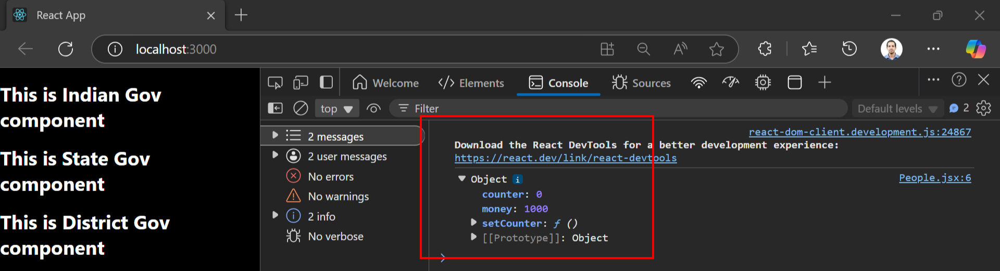 React App
localhost:3000
This is Indian Gov
component
This is State Gov
component
This is District Gov
component
Welcome
Elements
Console
Sources
top
Filter
Default levels
2
2 messages
2 user messages
No errors
No warnings
2 info
No verbose
react-dom-client.development.js:24867
Download the React DevTools for a better development experience:
https://react.dev/link/react-devtools
People.jsx:6
Object i
counter: 0
money: 1000
setCounter: ƒ ()
[[Prototype]]: Object